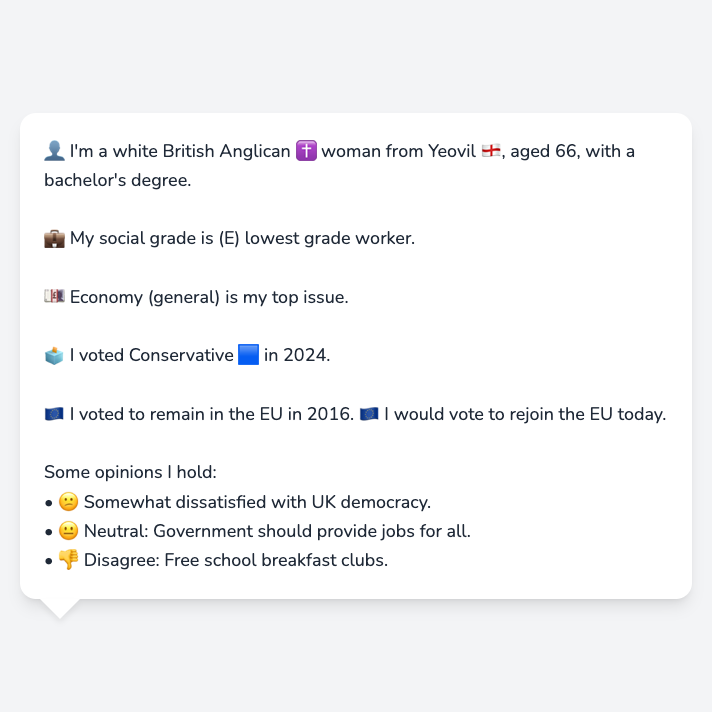 👤 I'm a white British Anglican ✝️ woman from Yeovil 🏴󠁧󠁢󠁥󠁮󠁧󠁿, aged 66, with a
bachelor's degree.
💼 My social grade is (E) lowest grade worker.
💷 Economy (general) is my top issue.
🗳️ I voted Conservative 🟦 in 2024.
🇪🇺 I voted to remain in the EU in 2016. 🇪🇺 I would vote to rejoin the EU today.
Some opinions I hold:
• 🙁 Somewhat dissatisfied with UK democracy.
• 😐 Neutral: Government should provide jobs for all.
• 👎 Disagree: Free school breakfast clubs.